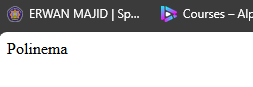 ERWAN MAJID | Sp... Courses – Alp
Polinema